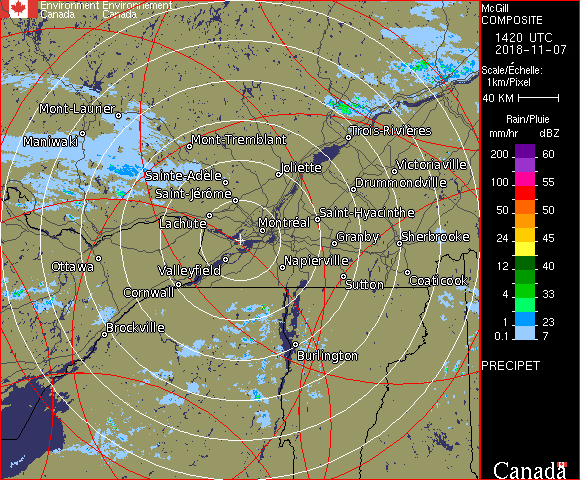 Environment Environnement
Canada Canada
McGill
COMPOSITE
1420 UTC
2018-11-07
Scale/Échelle:
1km/Pixel
40 KM
Rain/Pluie
mm/hr dBZ
200 60
155
100 55
50 50
24 45
12 40
4 33
1 23
0.1 7
PRECIPET
Canada
Mont-Laurier
Maniwaki
Mont-Tremblant
Trois-Rivières
Joliette
Victoriaville
Sainte-Adèle
Drummondville
Saint-Jérôme
Lachute
Saint-Hyacinthe
Montréal
Granby
Sherbrooke
Ottawa
Valleyfield
Napierville
Coaticook
Sutton
Cornwall
Brockville
Burlington